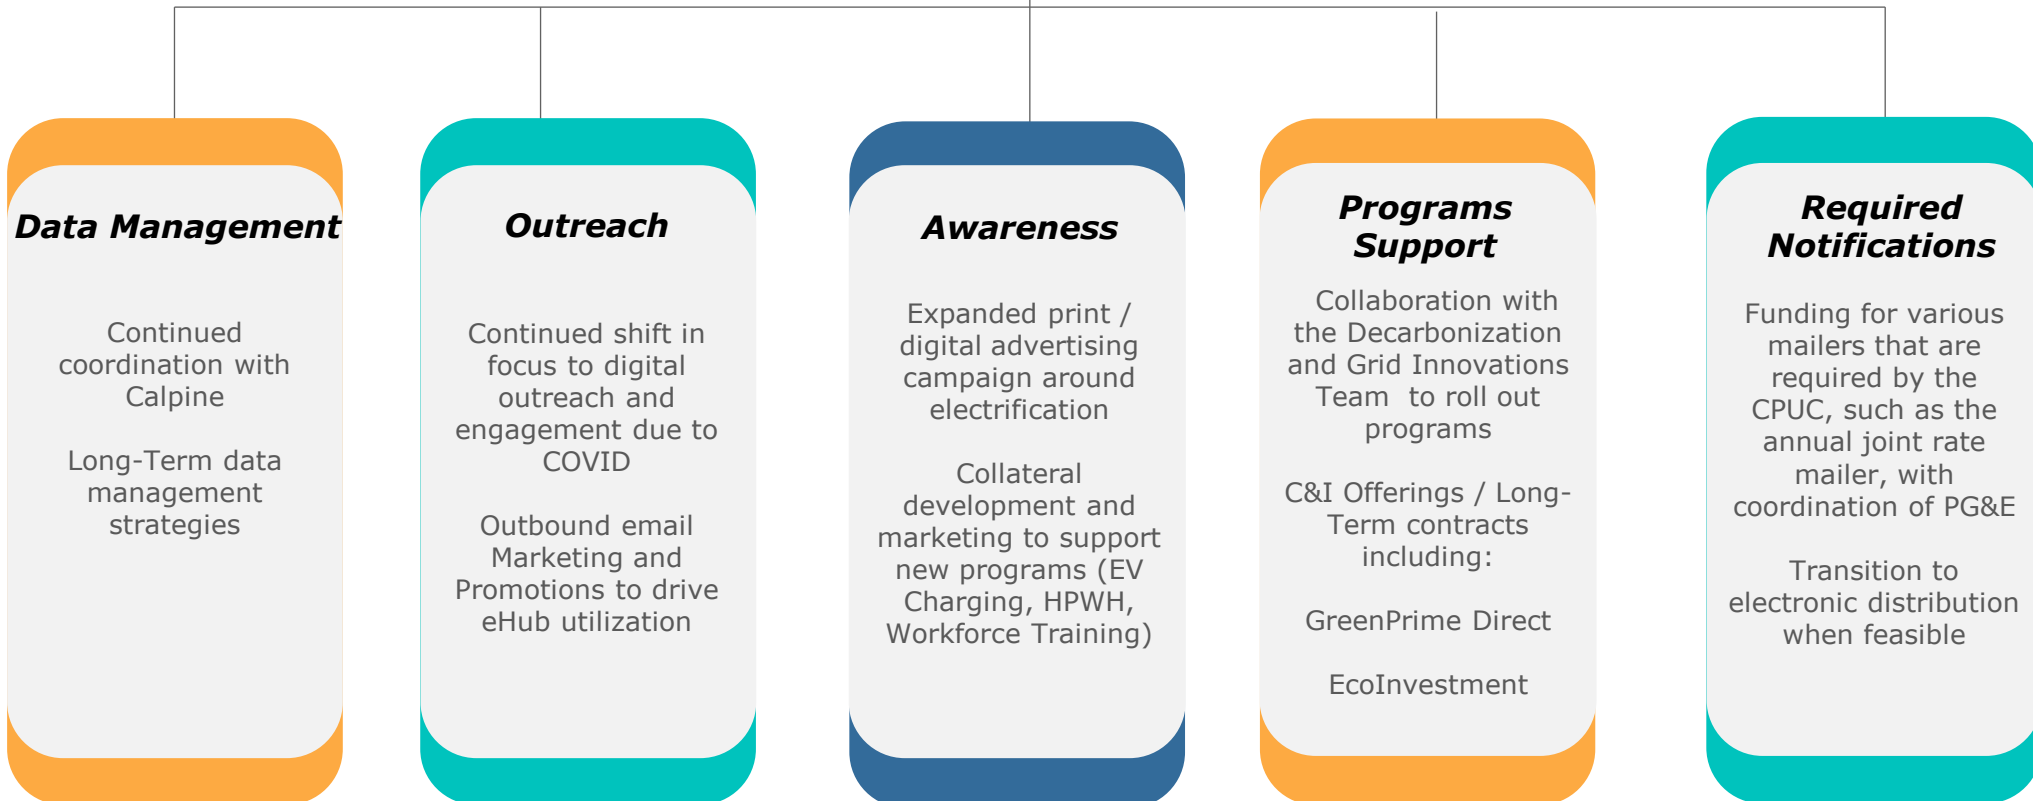 Data Management
Continued
coordination with
Calpine
Long-Term data
management
strategies
Outreach
Continued shift in
focus to digital
outreach and
engagement due to
COVID
Outbound email
Marketing and
Promotions to drive
eHub utilization
Awareness
Expanded print /
digital advertising
campaign around
electrification
Collateral
development and
marketing to support
new programs (EV
Charging, HPWH,
Workforce Training)
Programs
Support
Collaboration with
the Decarbonization
and Grid Innovations
Team to roll out
programs
C&I Offerings / Long-
Term contracts
including:
GreenPrime Direct
EcoInvestment
Required
Notifications
Funding for various
mailers that are
required by the
CPUC, such as the
annual joint rate
mailer, with
coordination of PG&E
Transition to
electronic distribution
when feasible